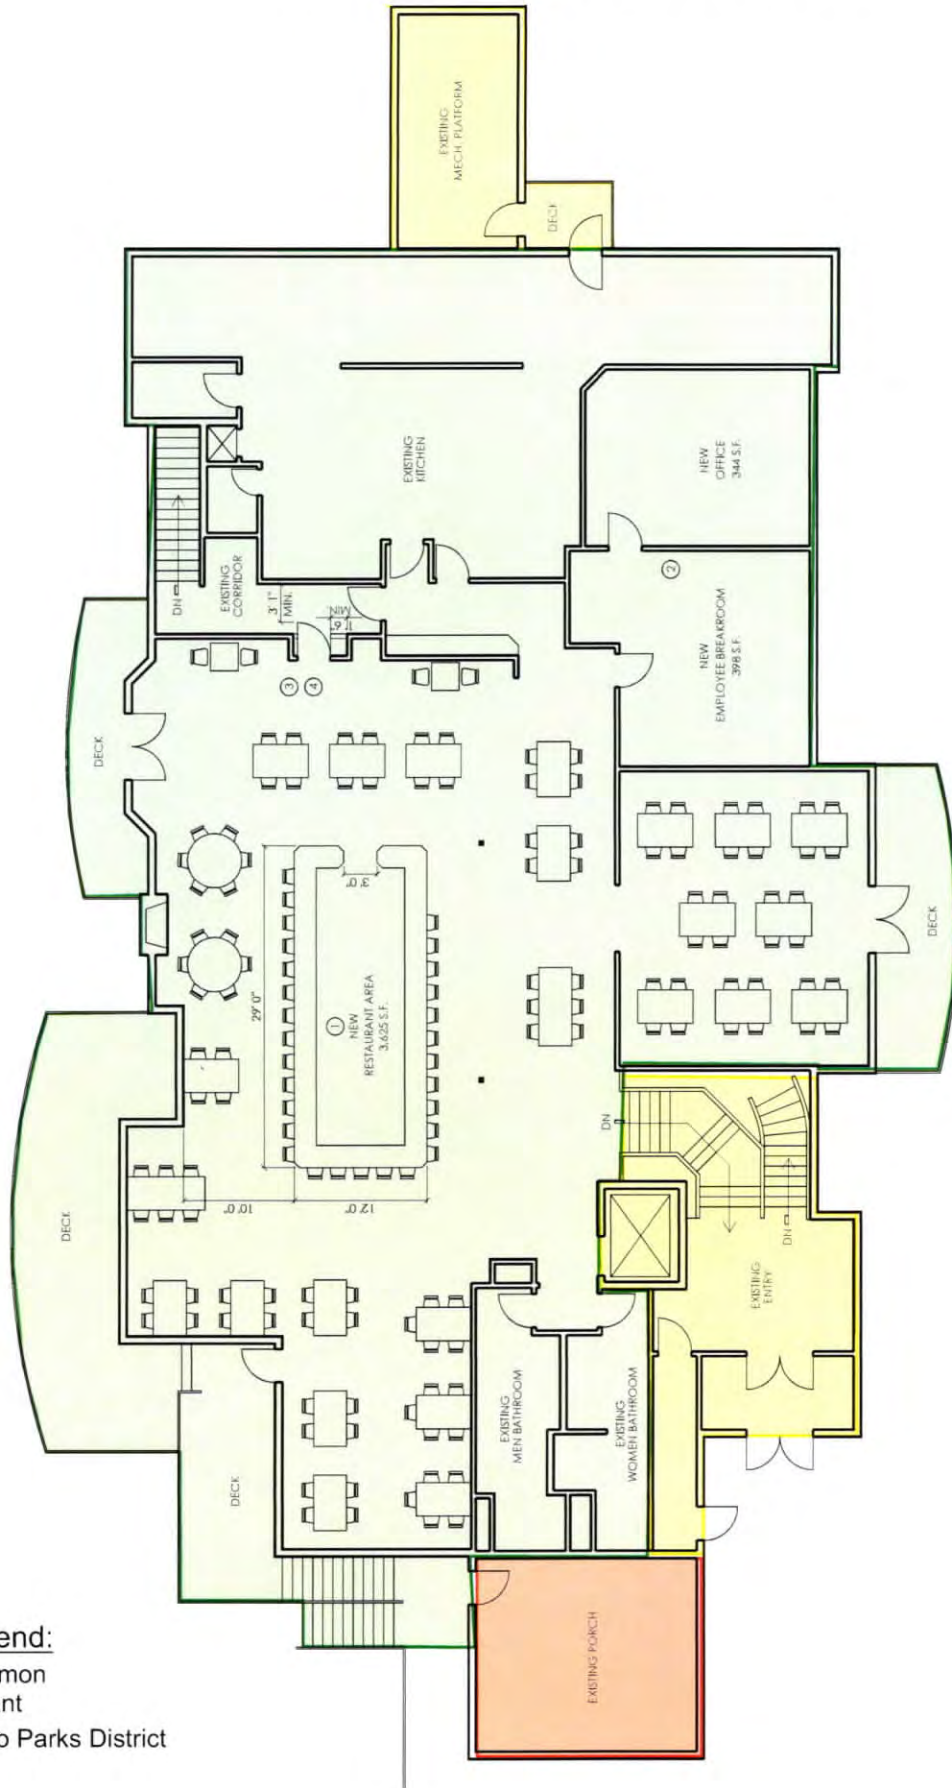 EXISTING
MECH. PLATFORM
DECK
EXISTING
KITCHEN
NEW
OFFICE
344 S.F.
DN
EXISTING
CORRIDOR
3' 1"
MIN.
1' 6"
MIN.
2
NEW
EMPLOYEE BREAKROOM
398 S.F.
3
4
DECK
3' 0"
29' 0"
1
NEW
RESTAURANT AREA
3,625 S.F.
DECK
DECK
10' 0"
12' 0"
DN
DN
EXISTING
ENTRY
EXISTING
MEN BATHROOM
EXISTING
WOMEN BATHROOM
DECK
EXISTING PORCH
end:
mon
nt
o Parks District